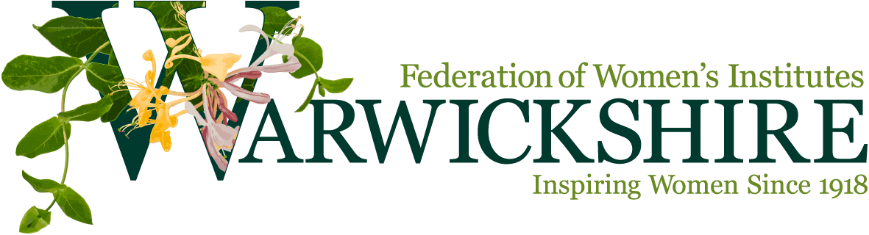 Federation of Women's Institutes
WARWICKSHIRE
Inspiring Women Since 1918